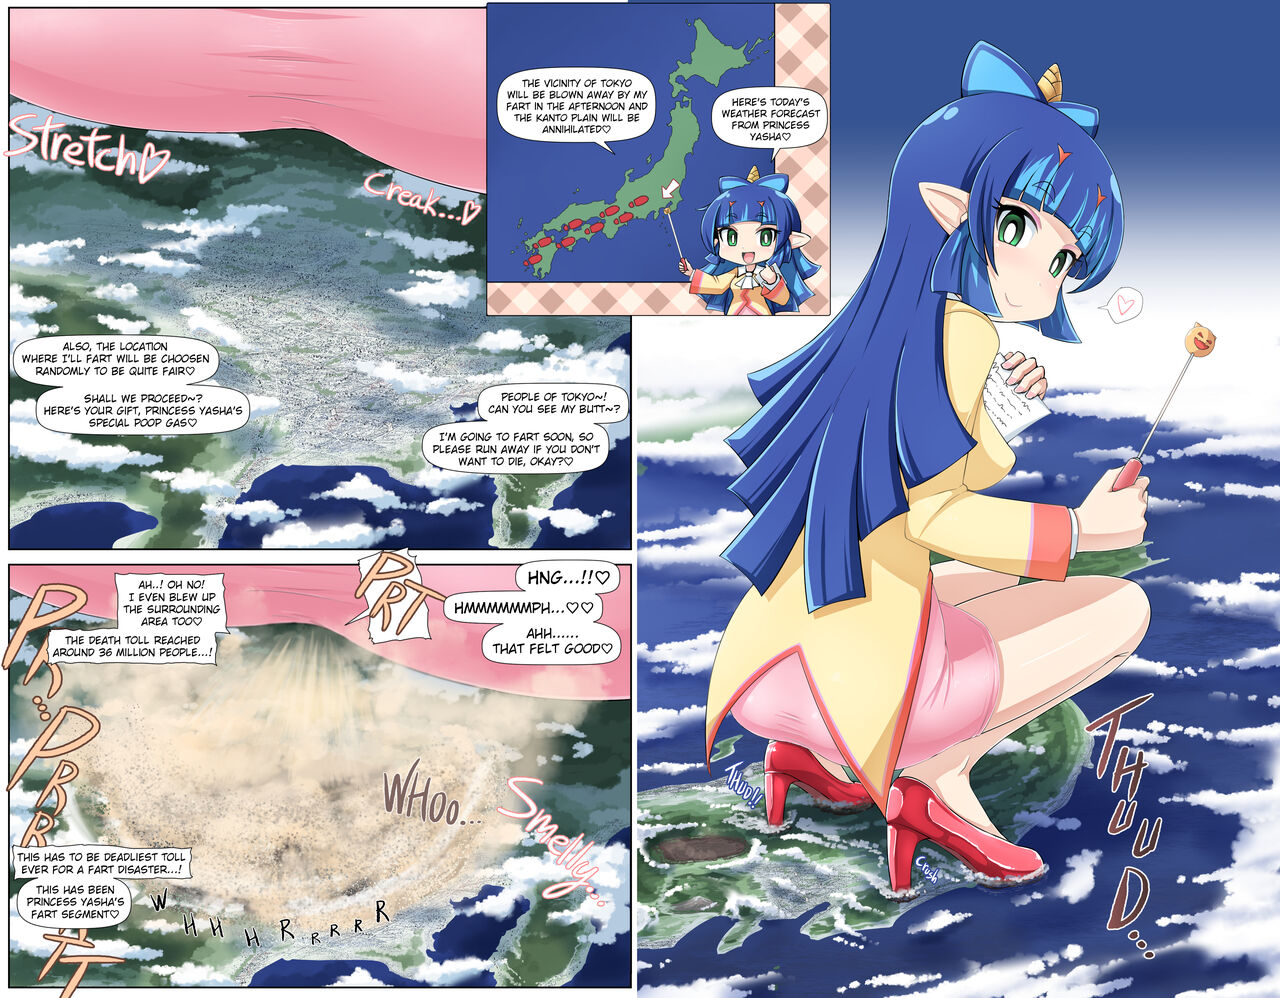 THE VICINITY OF TOKYO
WILL BE BLOWN AWAY BY MY
FART IN THE AFTERNOON AND
THE KANTO PLAIN WILL BE
ANNIHILATED♡
HERE'S TODAY'S
WEATHER FORECAST
FROM PRINCESS
YASHA♡
Stretch♡
Creak...♡
ALSO, THE LOCATION
WHERE I'LL FART WILL BE CHOOSEN
RANDOMLY TO BE QUITE FAIR♡
SHALL WE PROCEED~?
HERE'S YOUR GIFT, PRINCESS YASHA'S
SPECIAL POOP GAS♡
PEOPLE OF TOKYO~!
CAN YOU SEE MY BUTT~?
I'M GOING TO FART SOON, SO
PLEASE RUN AWAY IF YOU DON'T
WANT TO DIE, OKAY?♡
PRT
HNG...!!♡
HMMMMMMPH...♡♡
AHH......
THAT FELT GOOD♡
AH..! OH NO!
I EVEN BLEW UP
THE SURROUNDING
AREA TOO♡
THE DEATH TOLL REACHED
AROUND 36 MILLION PEOPLE...!
WHOO...
Smelly...
THIS HAS TO BE DEADLIEST TOLL
EVER FOR A FART DISASTER...!
THIS HAS BEEN
PRINCESS YASHA'S
FART SEGMENT♡
WHHHRRRRR
THUD!!
Crush
THUUD...